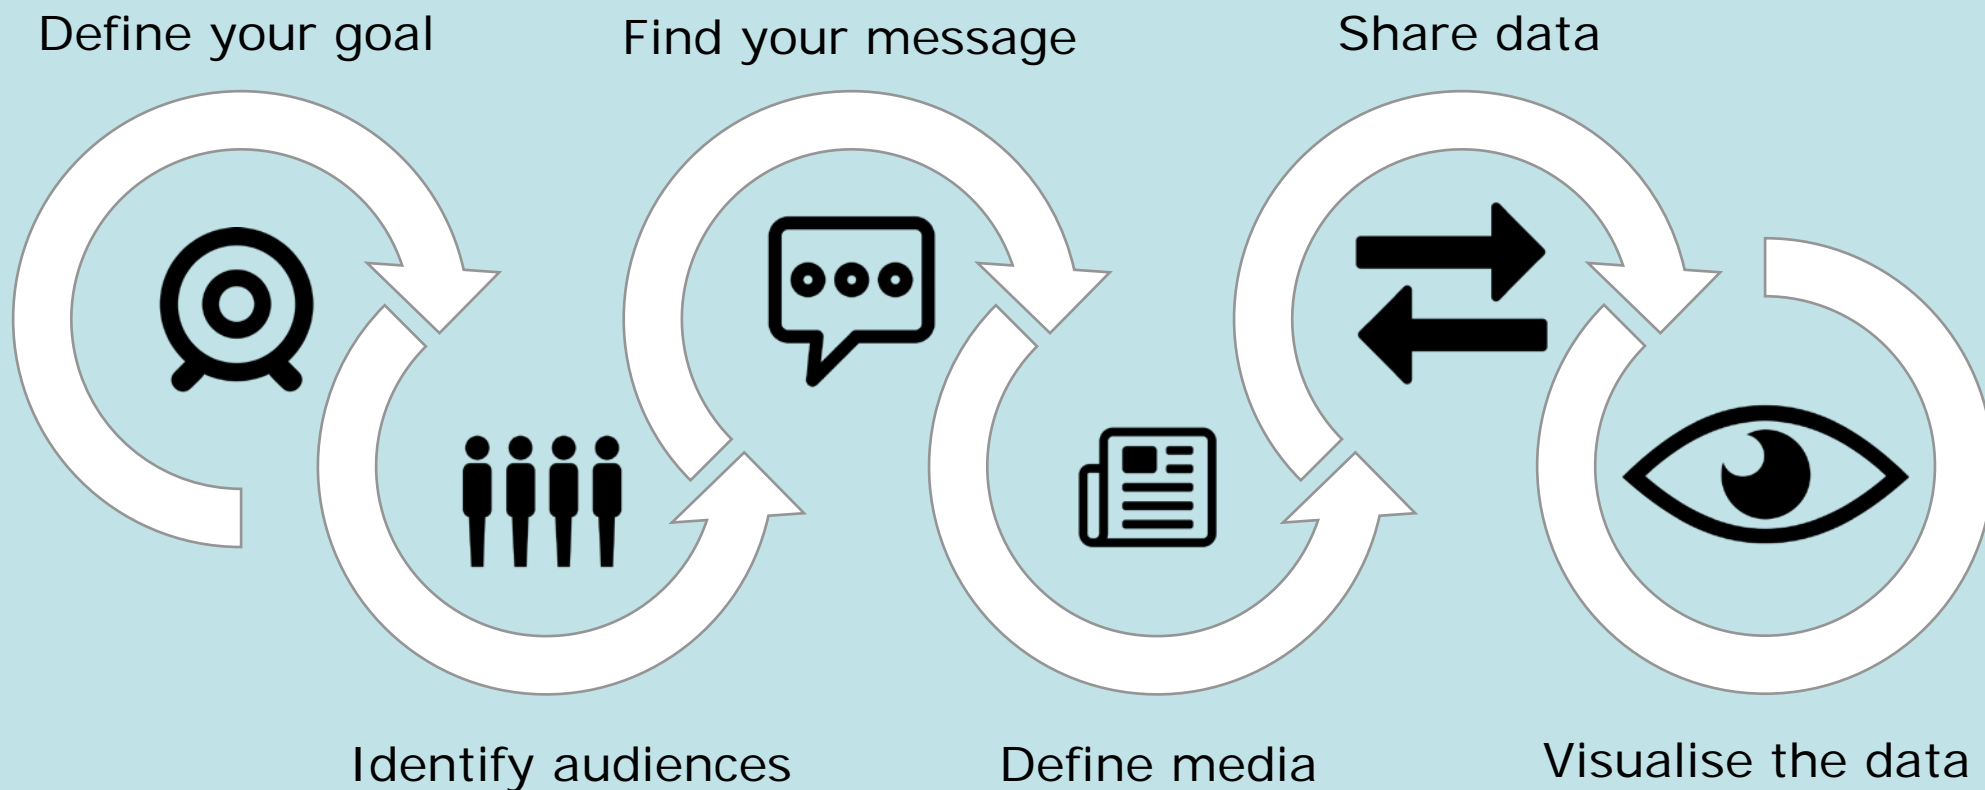 Define your goal
Find your message
Share data
Identify audiences
Define media
Visualise the data